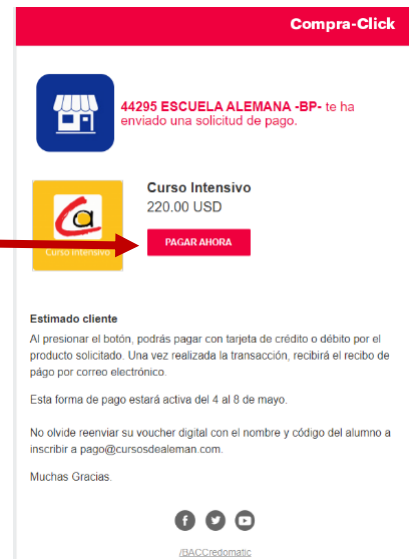 Compra-Click
44295 ESCUELA ALEMANA -BP- te ha
enviado una solicitud de pago.
Curso Intensivo
220.00 USD
Ca
Curso Intensivo
PAGAR AHORA
Estimado cliente
Al presionar el botón, podrás pagar con tarjeta de crédito o débito por el
producto solicitado. Una vez realizada la transacción, recibirá el recibo de
págo por correo electrónico.
Esta forma de pago estará activa del 4 al 8 de mayo.
No olvide reenviar su voucher digital con el nombre y código del alumno a
inscribir a pago@cursosdealeman.com.
Muchas Gracias.
/BACCredomatic